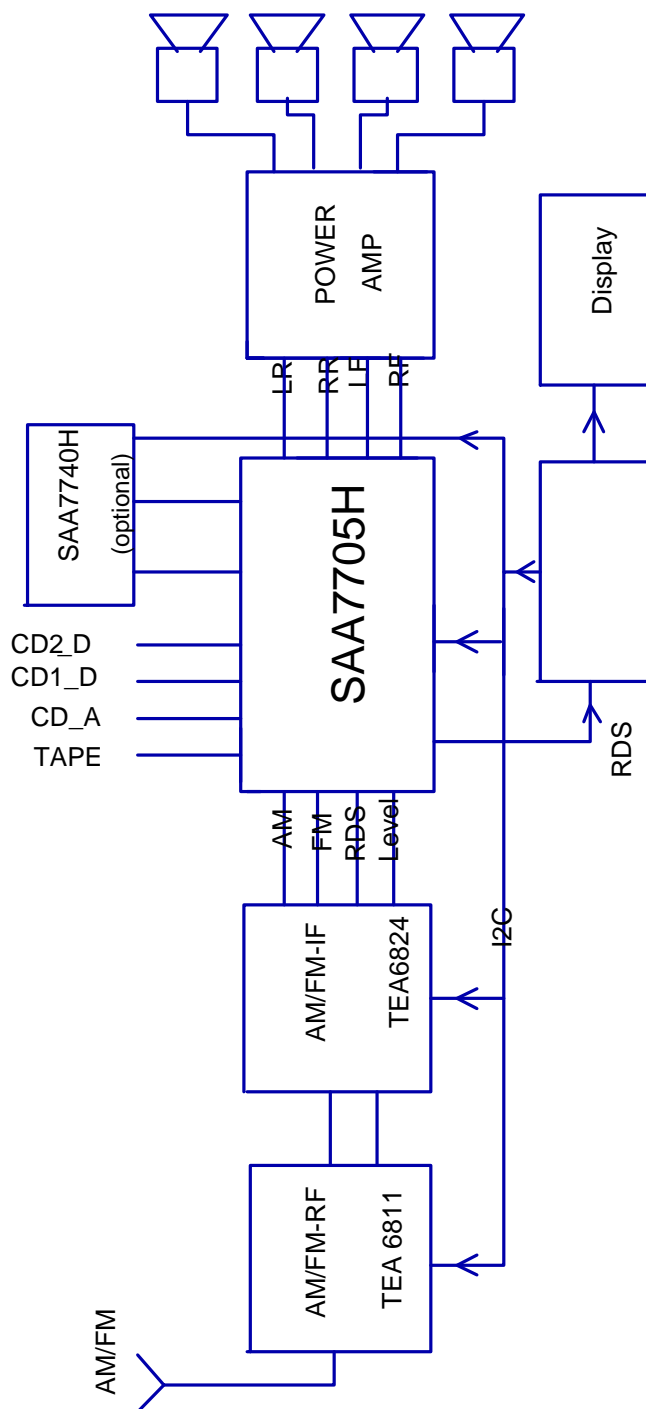 POWER
AMP
Display
LR
RR
LF
RF
SAA7740H
(optional)
SAA7705H
CD2_D
CD1_D
CD_A
TAPE
RDS
AM
FM
RDS
Level
I2C
AM/FM-IF
TEA6824
AM/FM-RF
TEA 6811
AM/FM